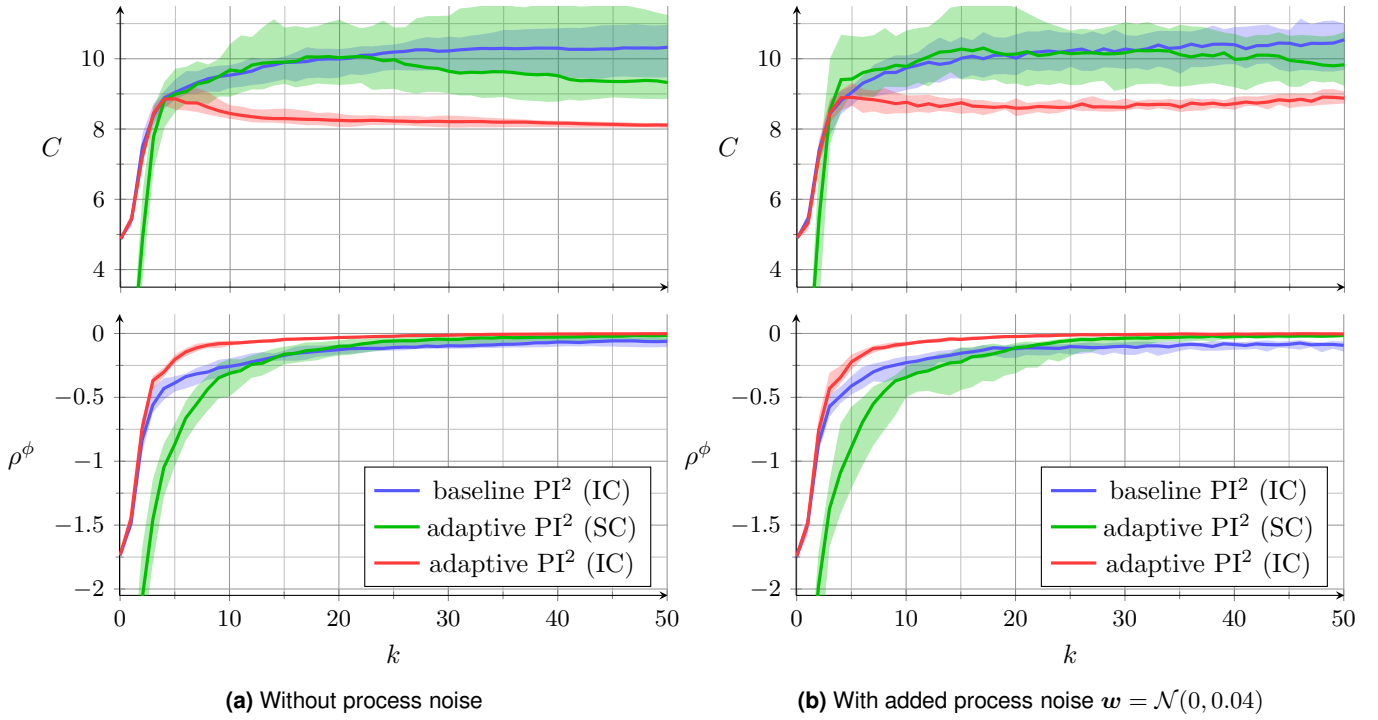 10
8
6
4
C
10
8
6
4
C
0
−0.5
−1
−1.5
−2
ρ^ϕ
0 10 20 30 40 50
k
baseline PI² (IC)
adaptive PI² (SC)
adaptive PI² (IC)
0
−0.5
−1
−1.5
−2
ρ^ϕ
0 10 20 30 40 50
k
baseline PI² (IC)
adaptive PI² (SC)
adaptive PI² (IC)
(a) Without process noise
(b) With added process noise w = 𝒩(0, 0.04)